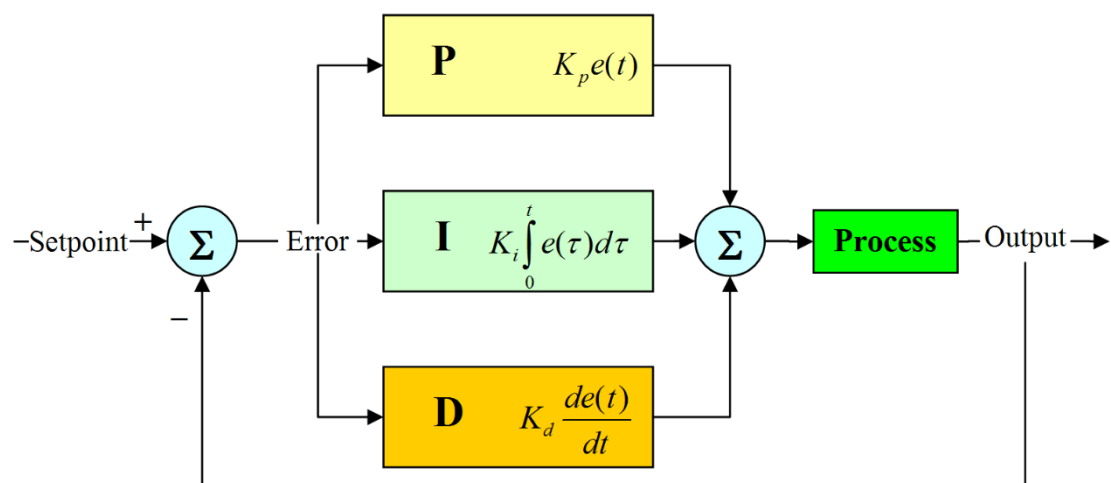 P K_p e(t)
Setpoint + Σ Error I K_i ∫_0^t e(τ)dτ Σ Process Output
−
D K_d de(t)/dt